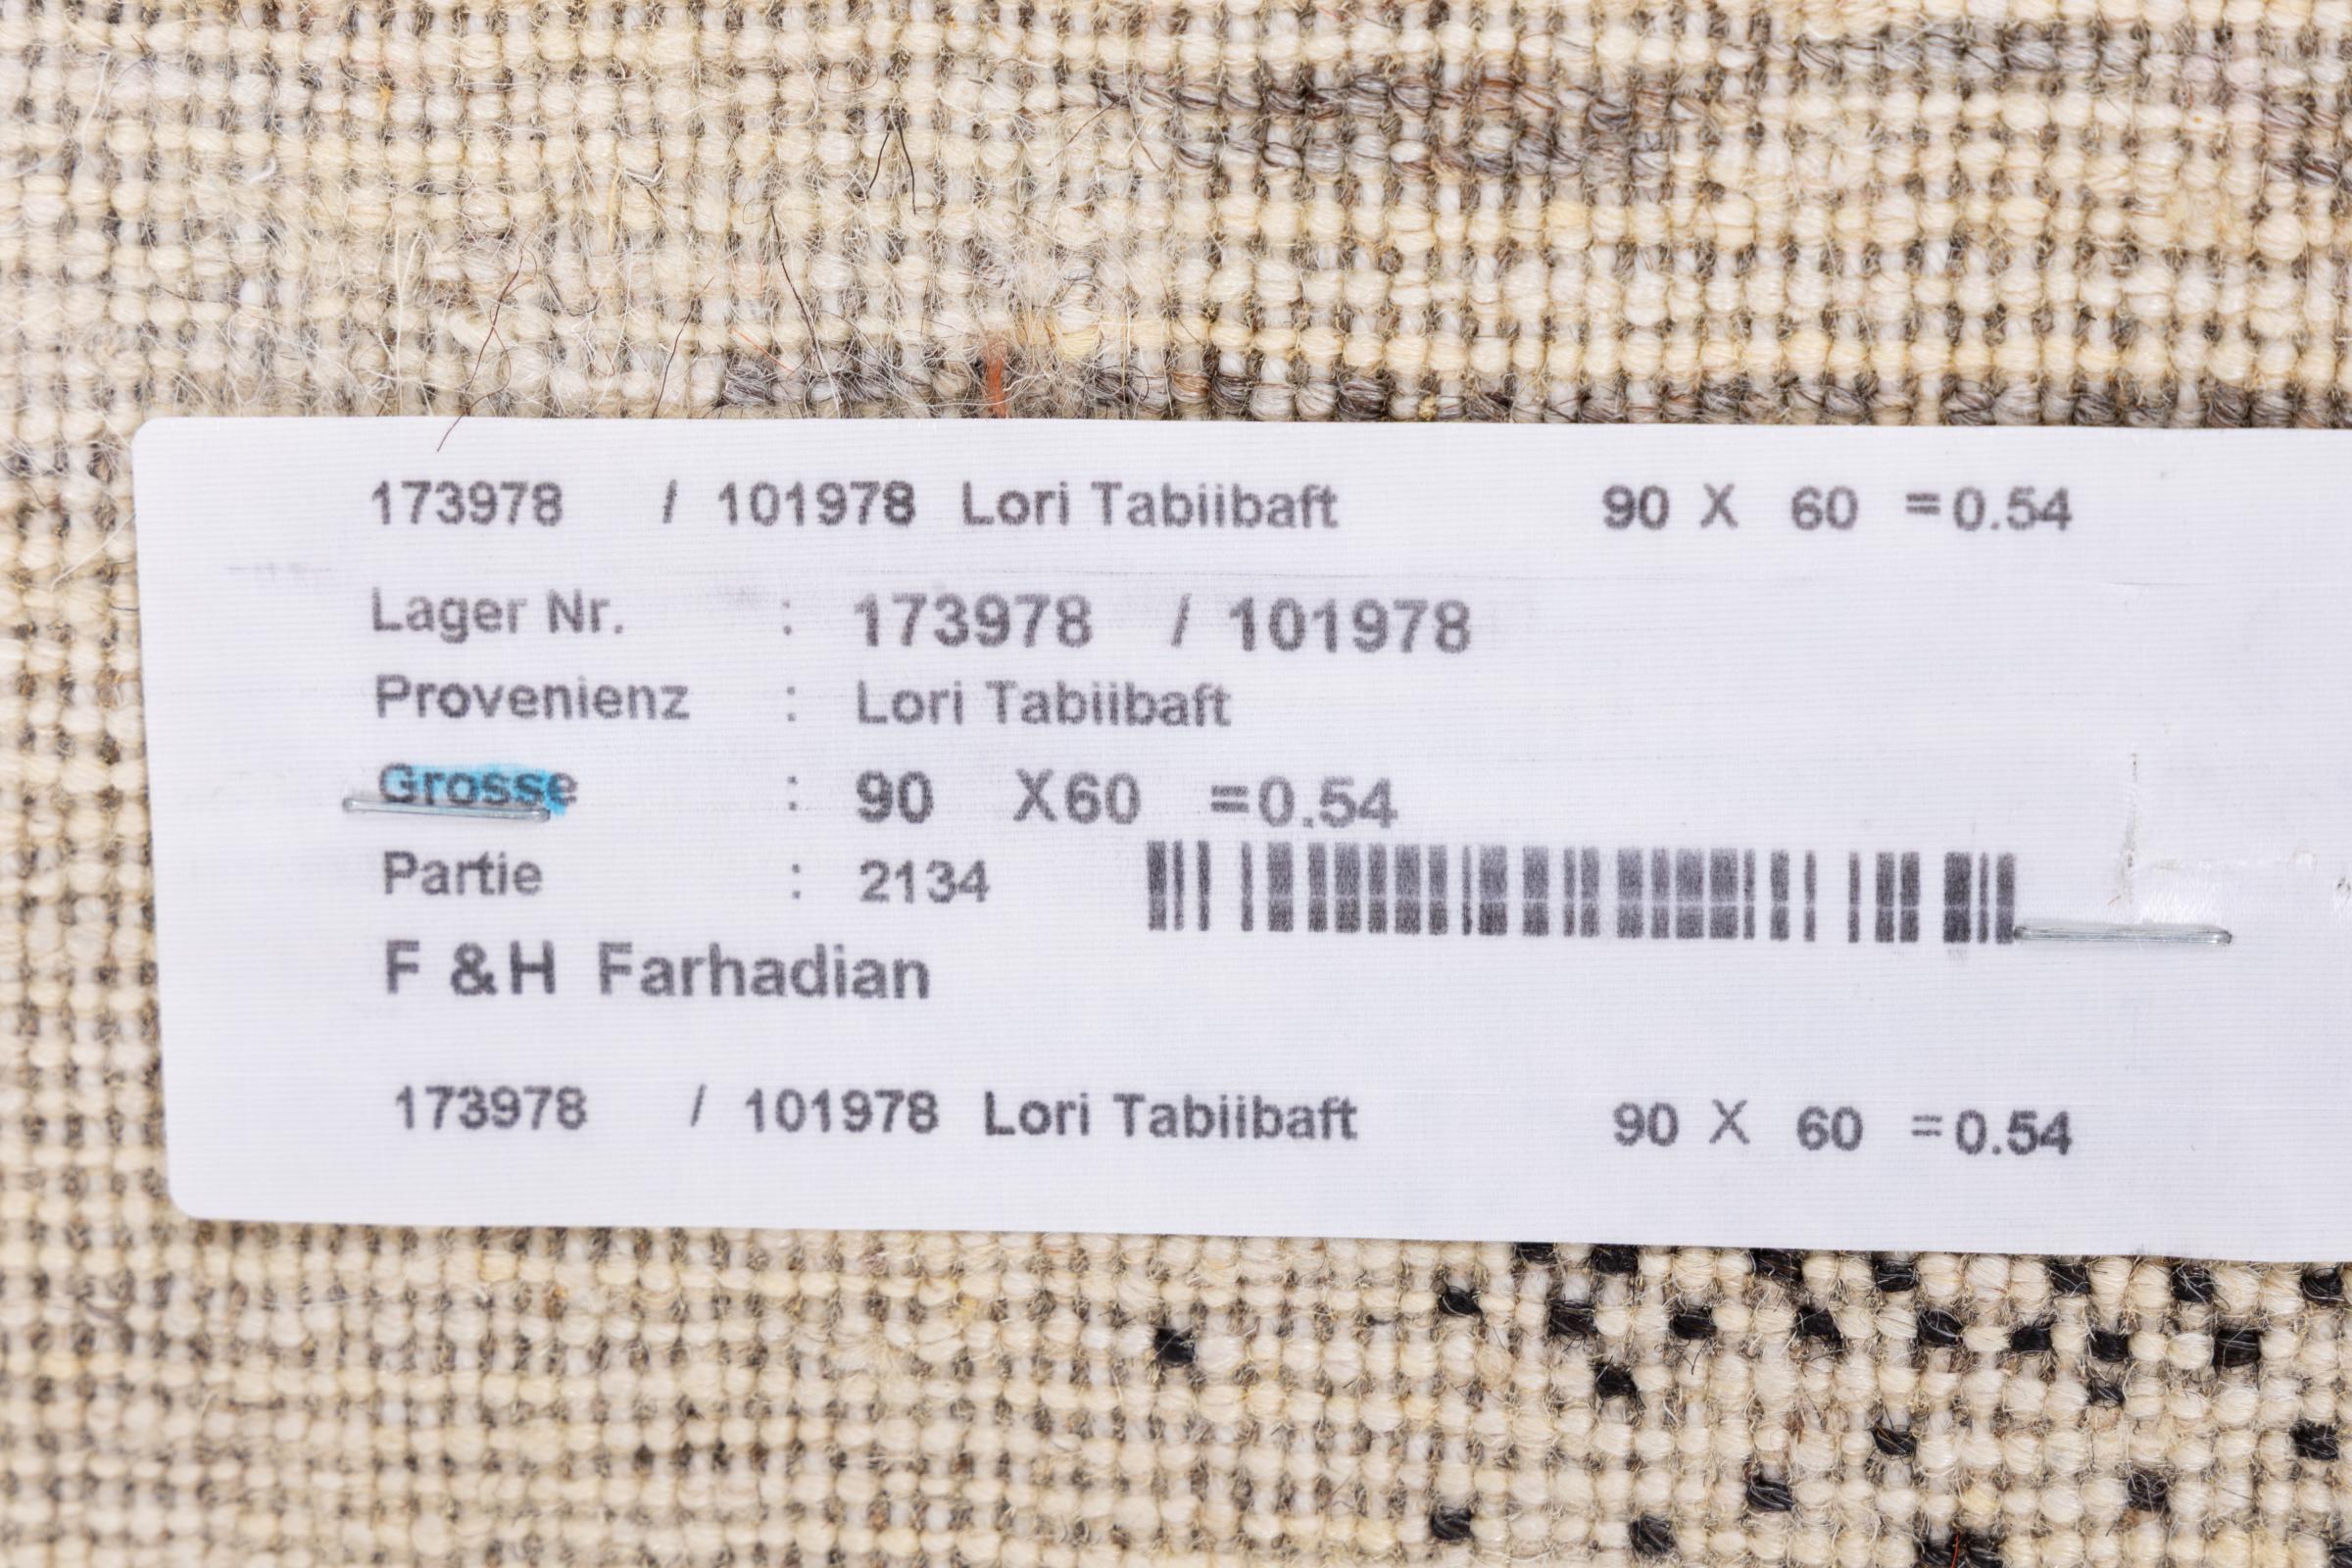 173978 / 101978 Lori Tabiibaft 90 X 60 =0.54
Lager Nr. : 173978 / 101978
Provenienz : Lori Tabiibaft
Grosse : 90 X60 =0.54
Partie : 2134
F &H Farhadian
173978 / 101978 Lori Tabiibaft 90 X 60 =0.54